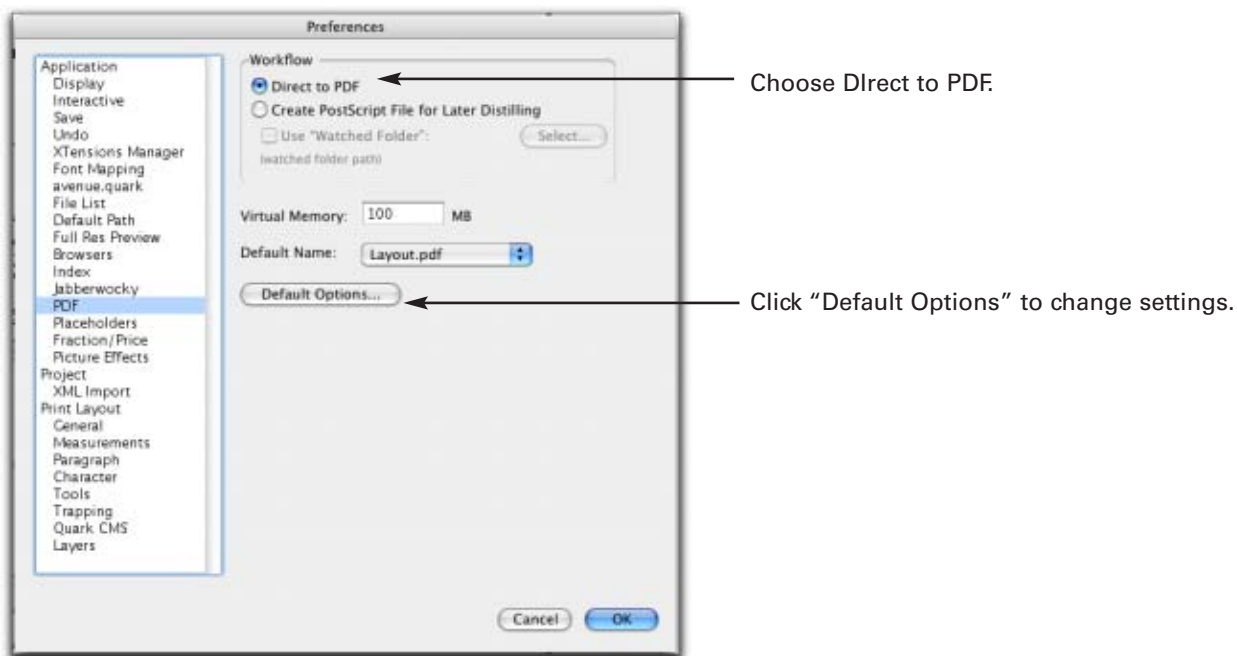 Preferences
Application
Display
Interactive
Save
Undo
XTensions Manager
Font Mapping
avenue.quark
File List
Default Path
Full Res Preview
Browsers
Index
Jabberwocky
PDF
Placeholders
Fraction/Price
Picture Effects
Project
XML Import
Print Layout
General
Measurements
Paragraph
Character
Tools
Trapping
Quark CMS
Layers
Workflow
Direct to PDF
Create PostScript File for Later Distilling
Use "Watched Folder":
Select...
(watched folder path)
Virtual Memory: 100 MB
Default Name: Layout.pdf
Default Options...
Cancel
OK
Choose DIrect to PDF.
Click “Default Options” to change settings.